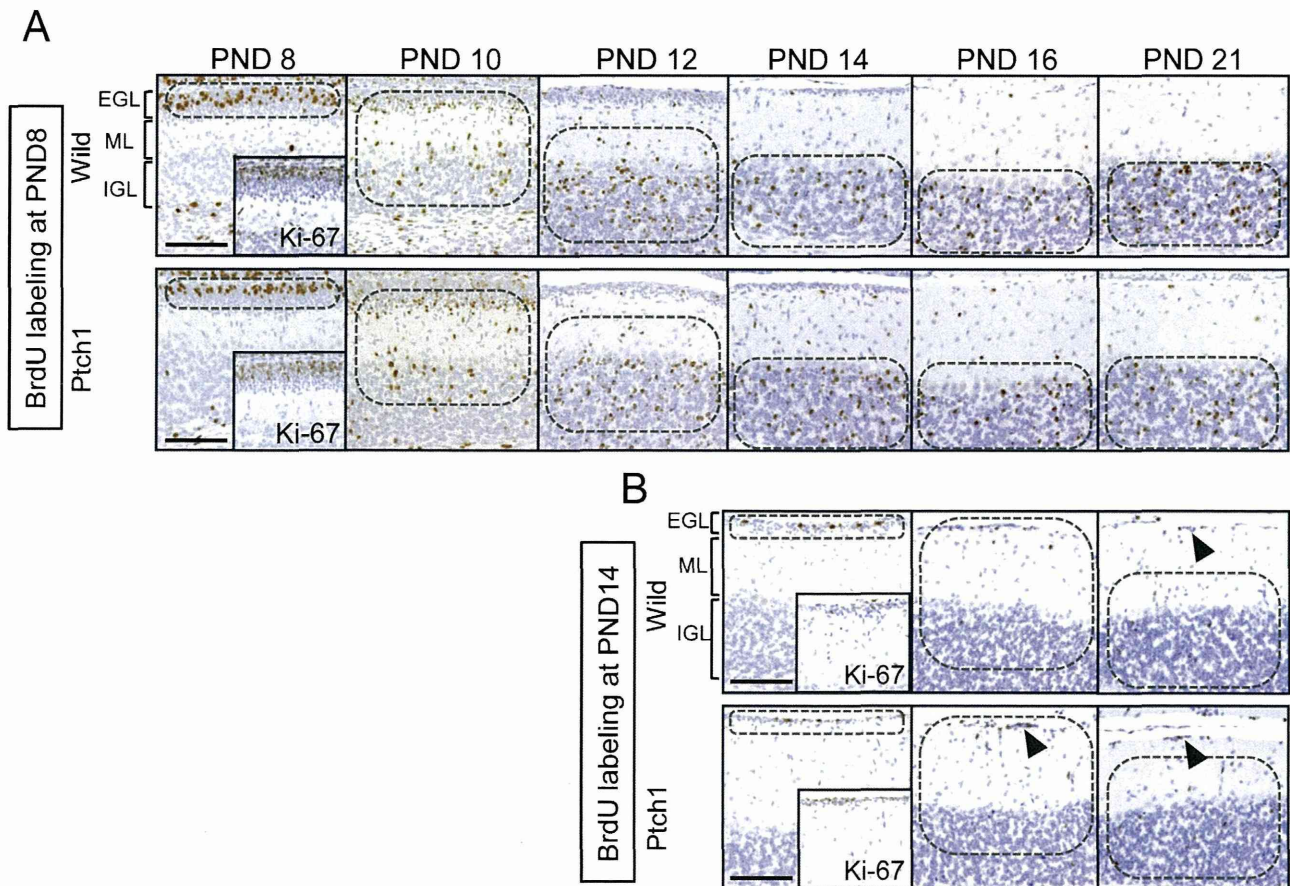 A
PND 8 PND 10 PND 12 PND 14 PND 16 PND 21
BrdU labeling at PND8
Wild
EGL
ML
IGL
Ki-67
Ptch1
Ki-67
B
BrdU labeling at PND14
Wild
EGL
ML
IGL
Ki-67
Ptch1
Ki-67